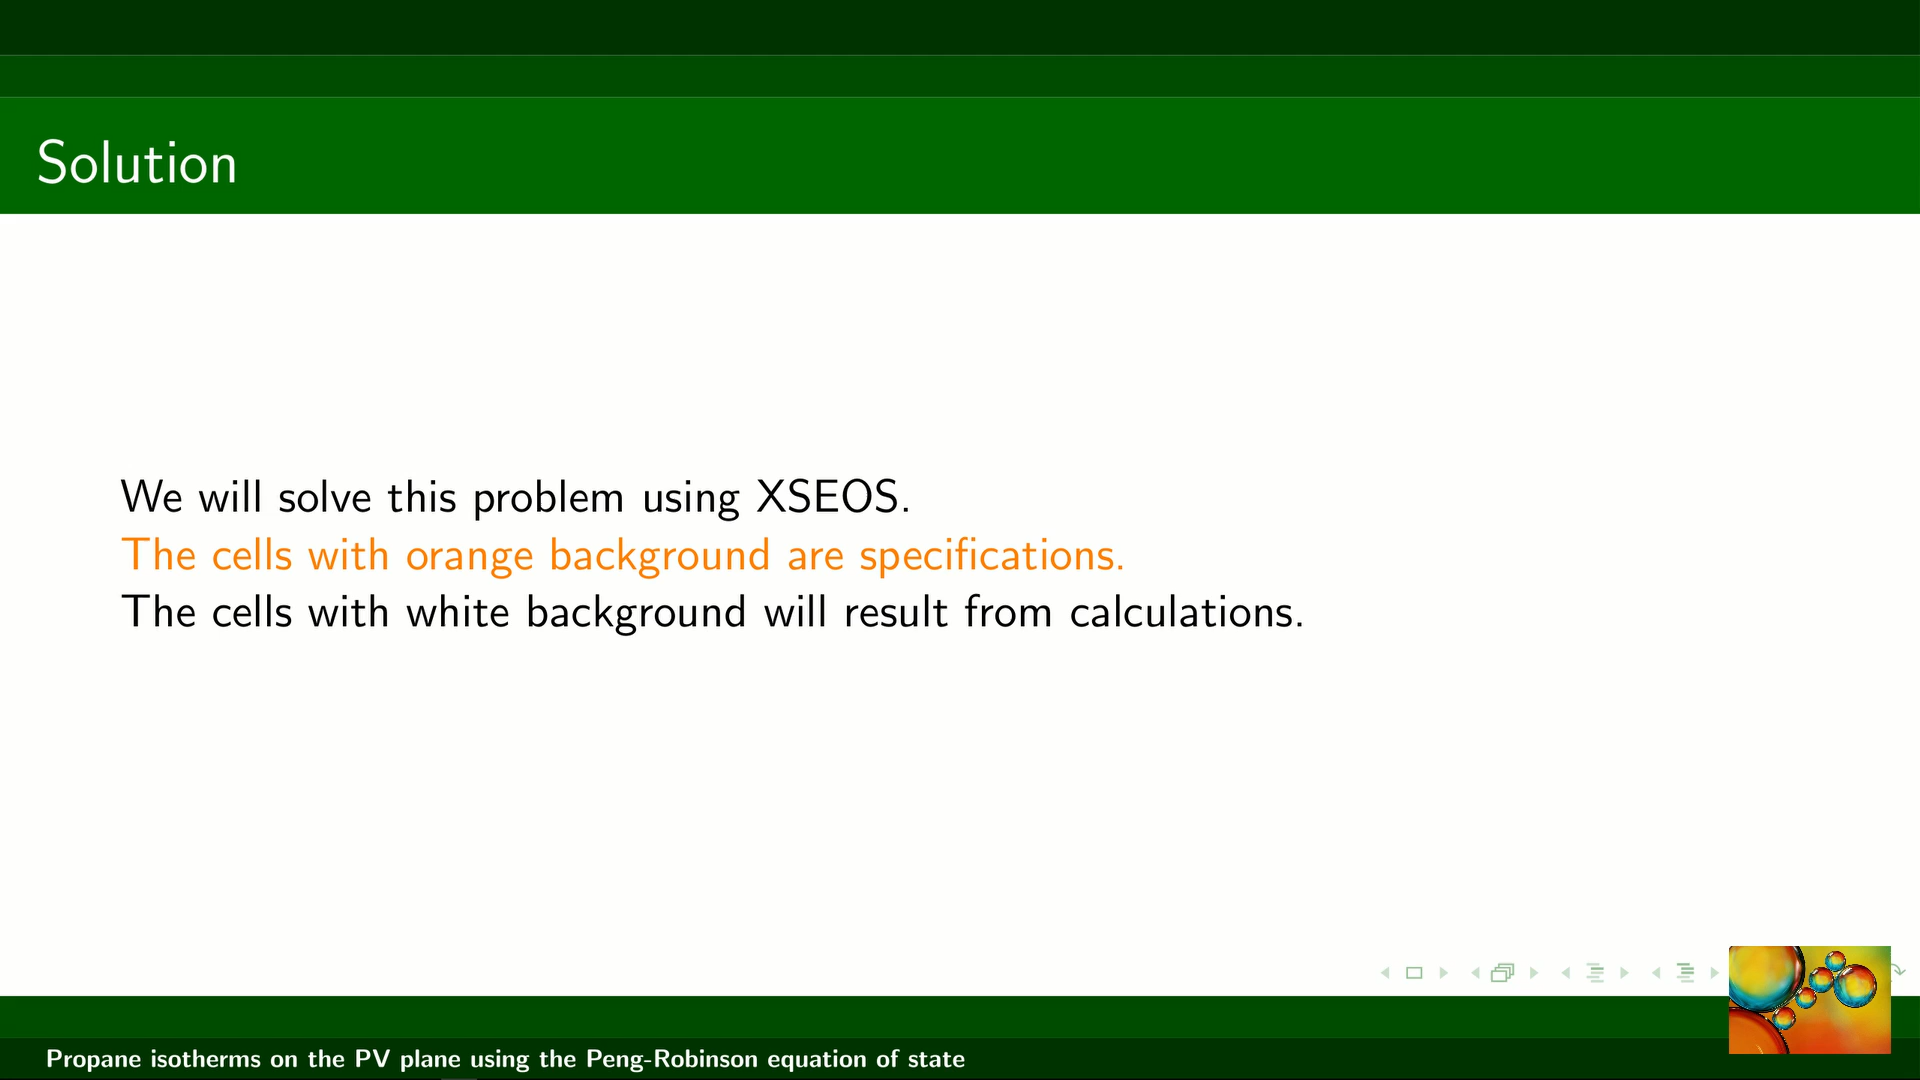 Solution
We will solve this problem using XSEOS.
The cells with orange background are specifications.
The cells with white background will result from calculations.
Propane isotherms on the PV plane using the Peng-Robinson equation of state